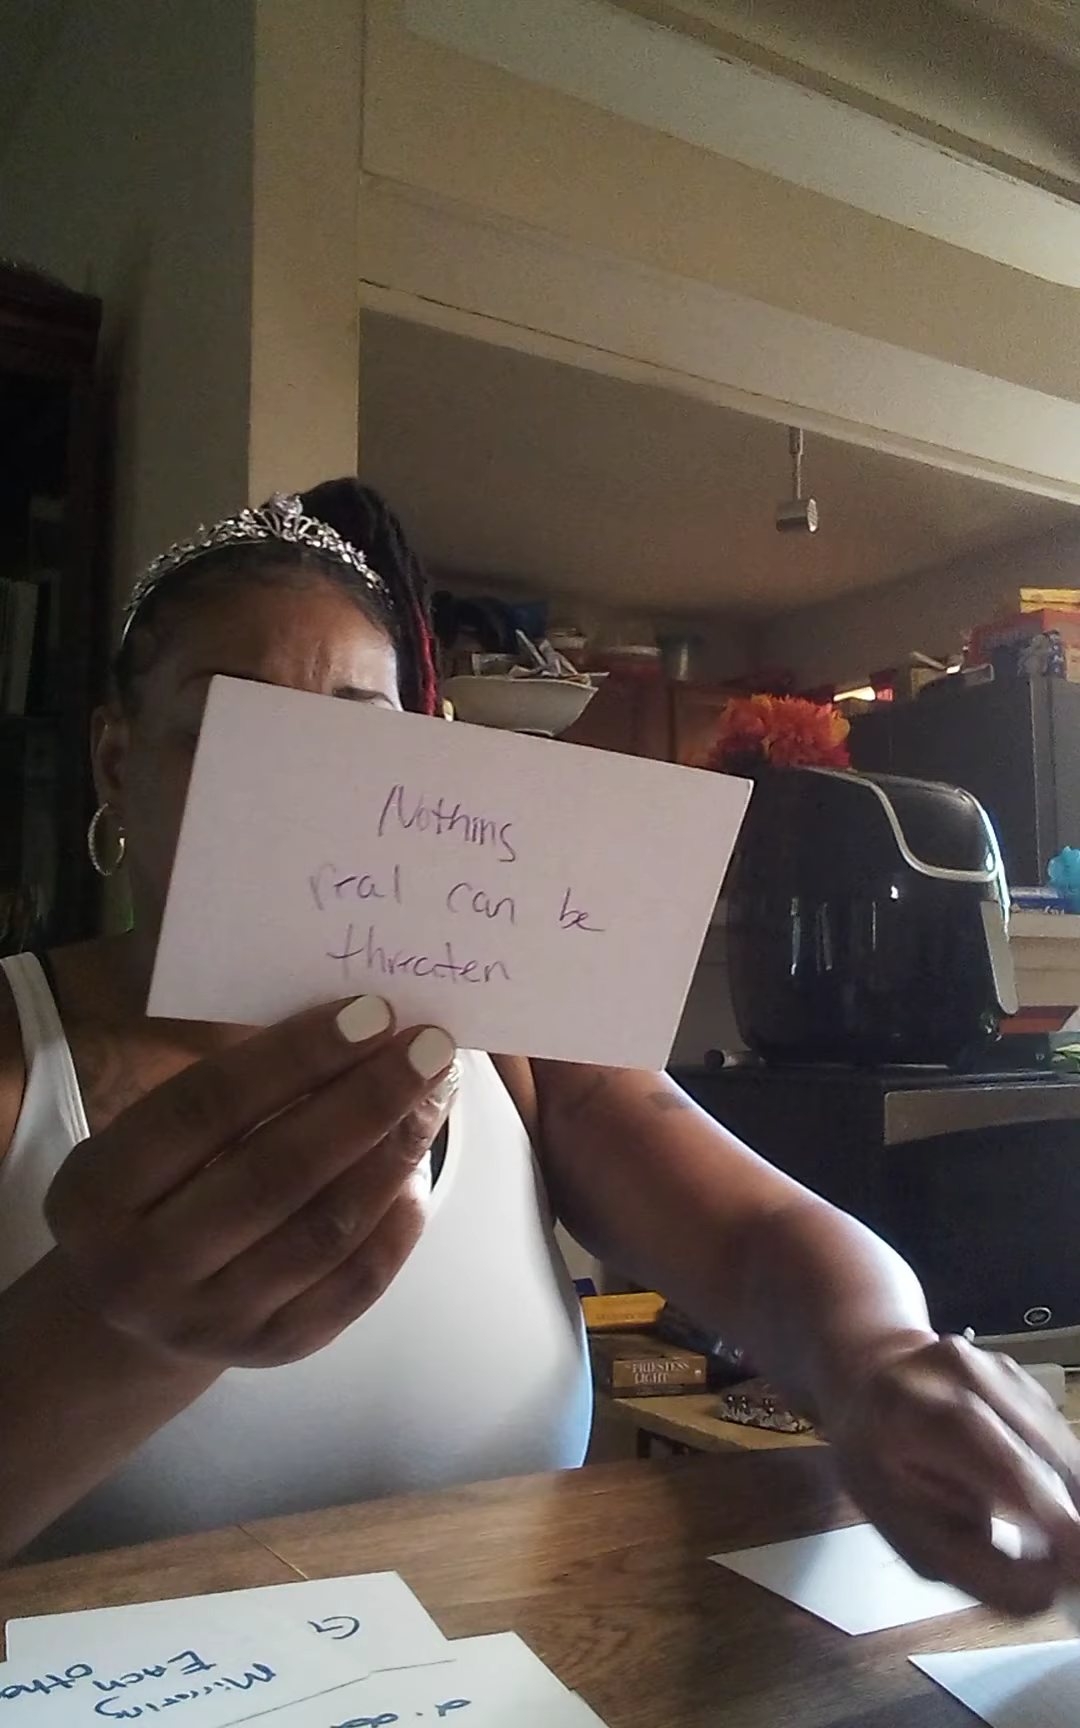 Nothing
real can be
threaten
PRIESTESS
LIGHT
G
Mirroring
Each Othe